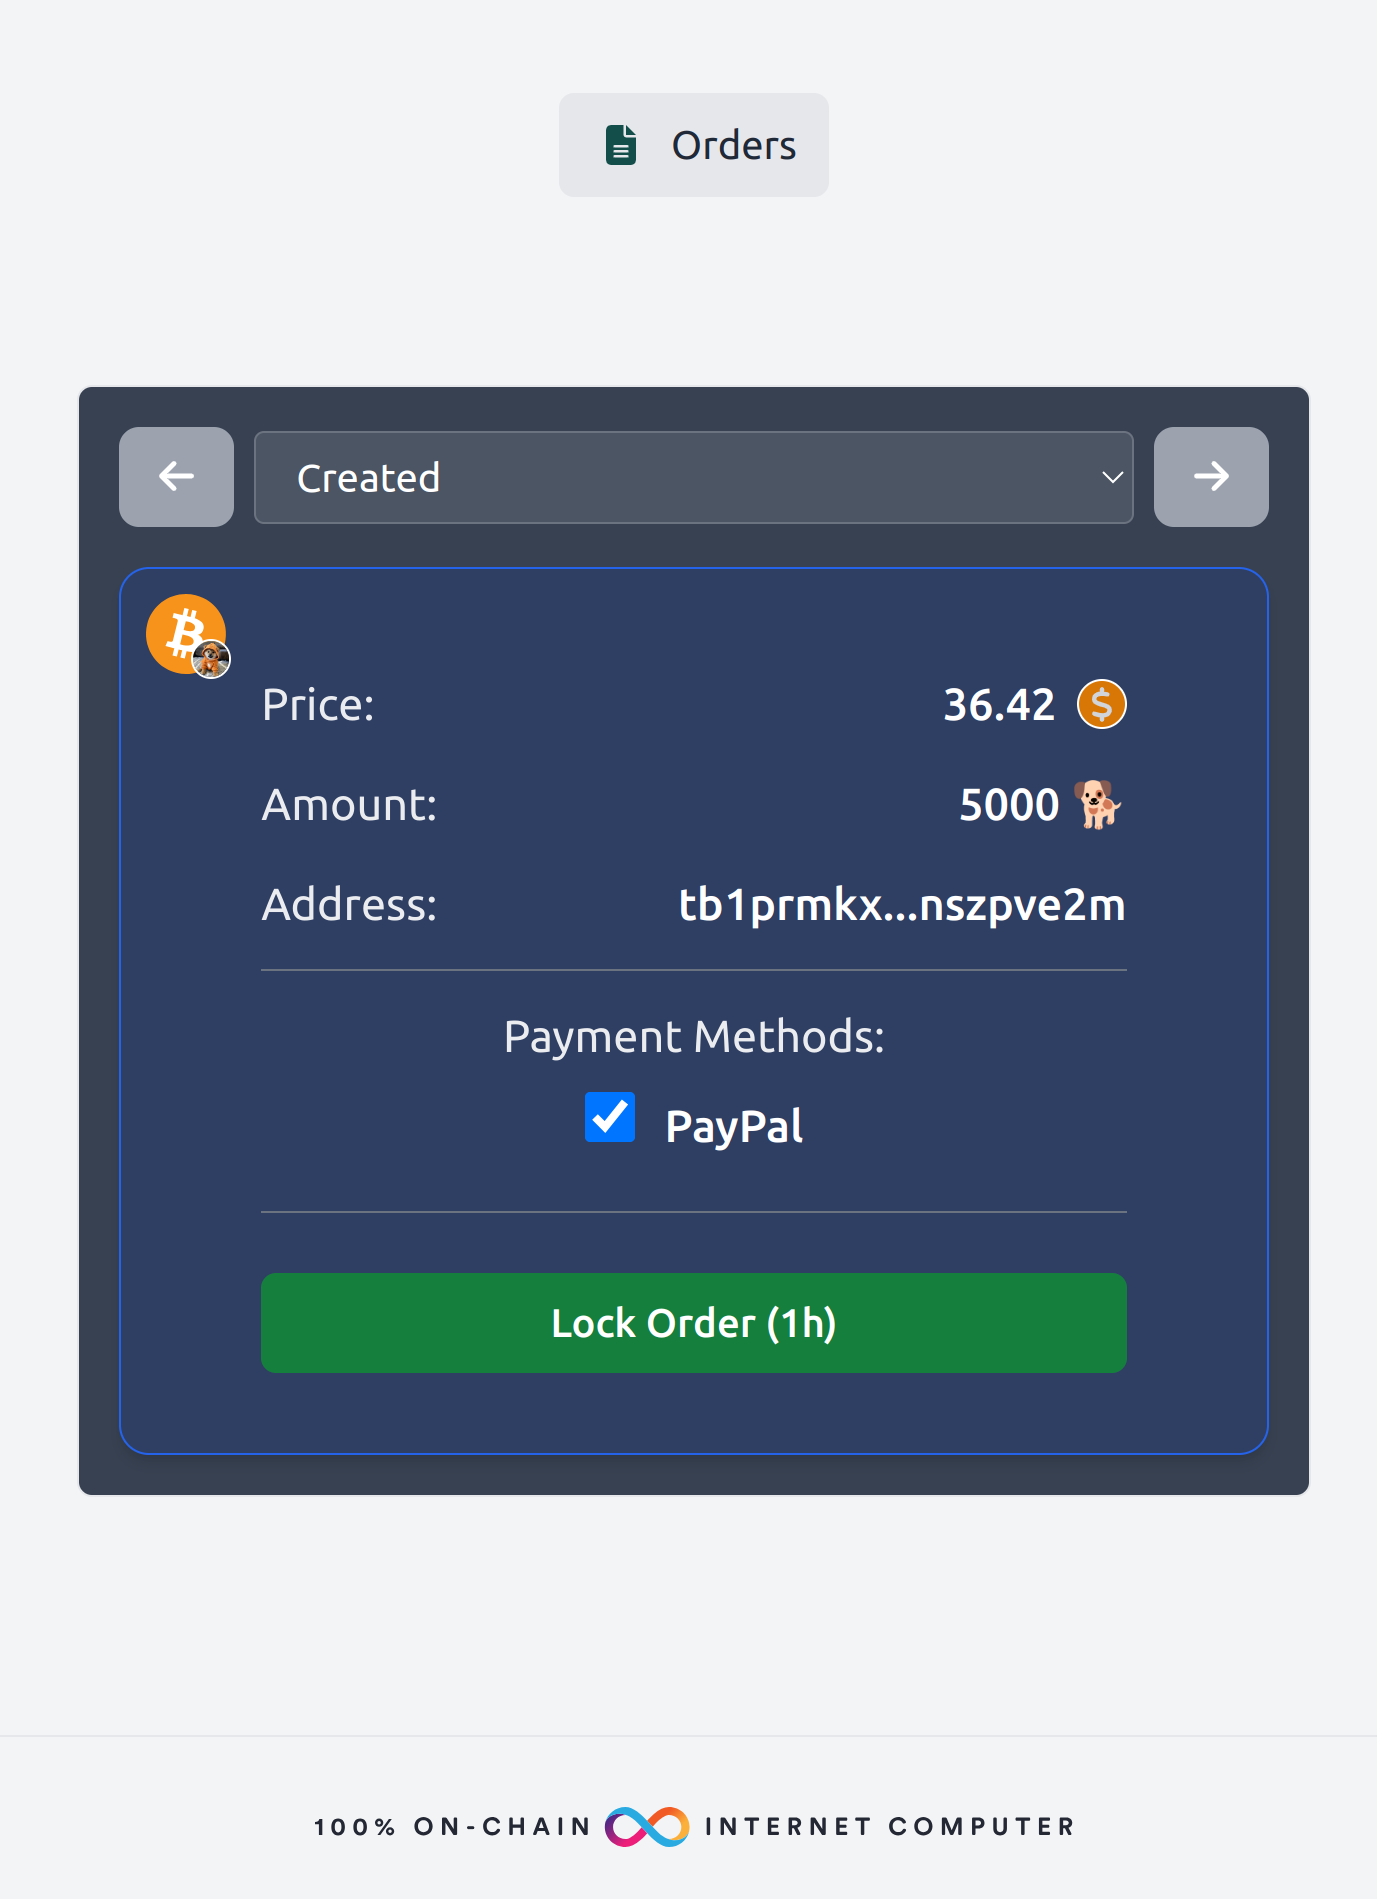 Orders
Created
Price: 36.42
Amount: 5000 🐕
Address: tb1prmkx...nszpve2m
Payment Methods:
PayPal
Lock Order (1h)
100% ON-CHAIN INTERNET COMPUTER